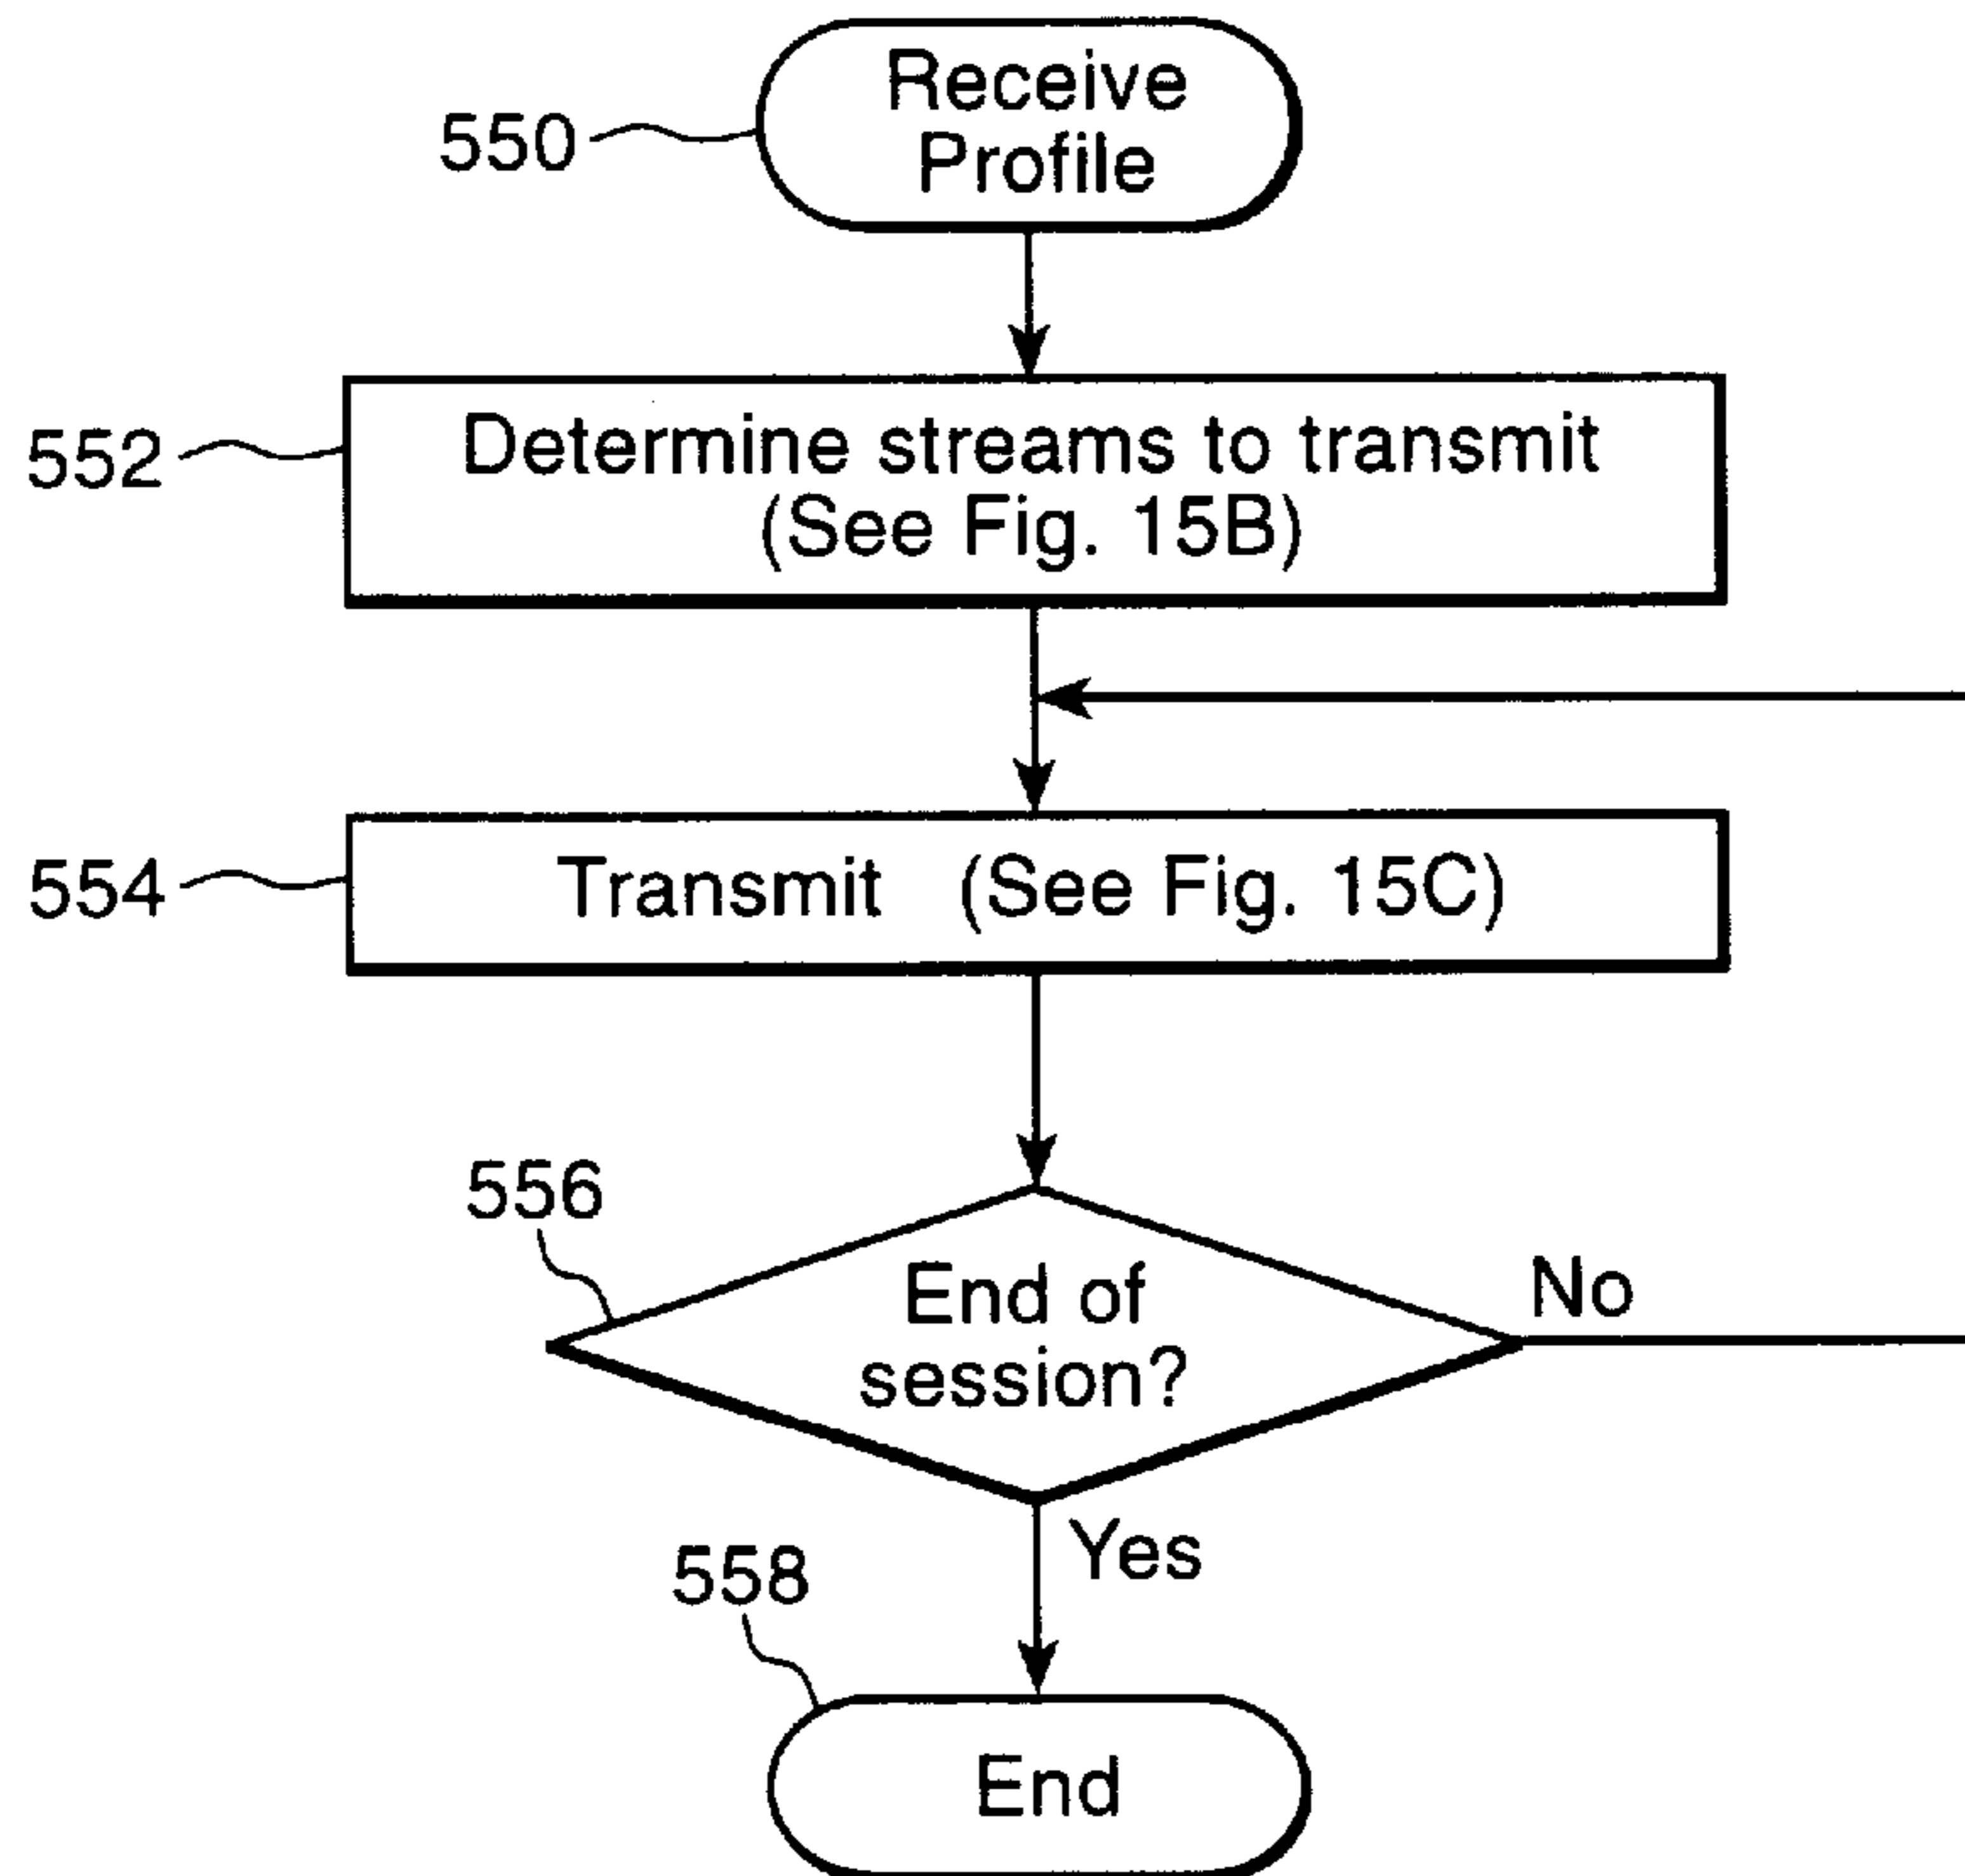 Receive
Profile
550
Determine streams to transmit
(See Fig. 15B)
552
Transmit (See Fig. 15C)
554
556
End of
session?
No
Yes
558
End